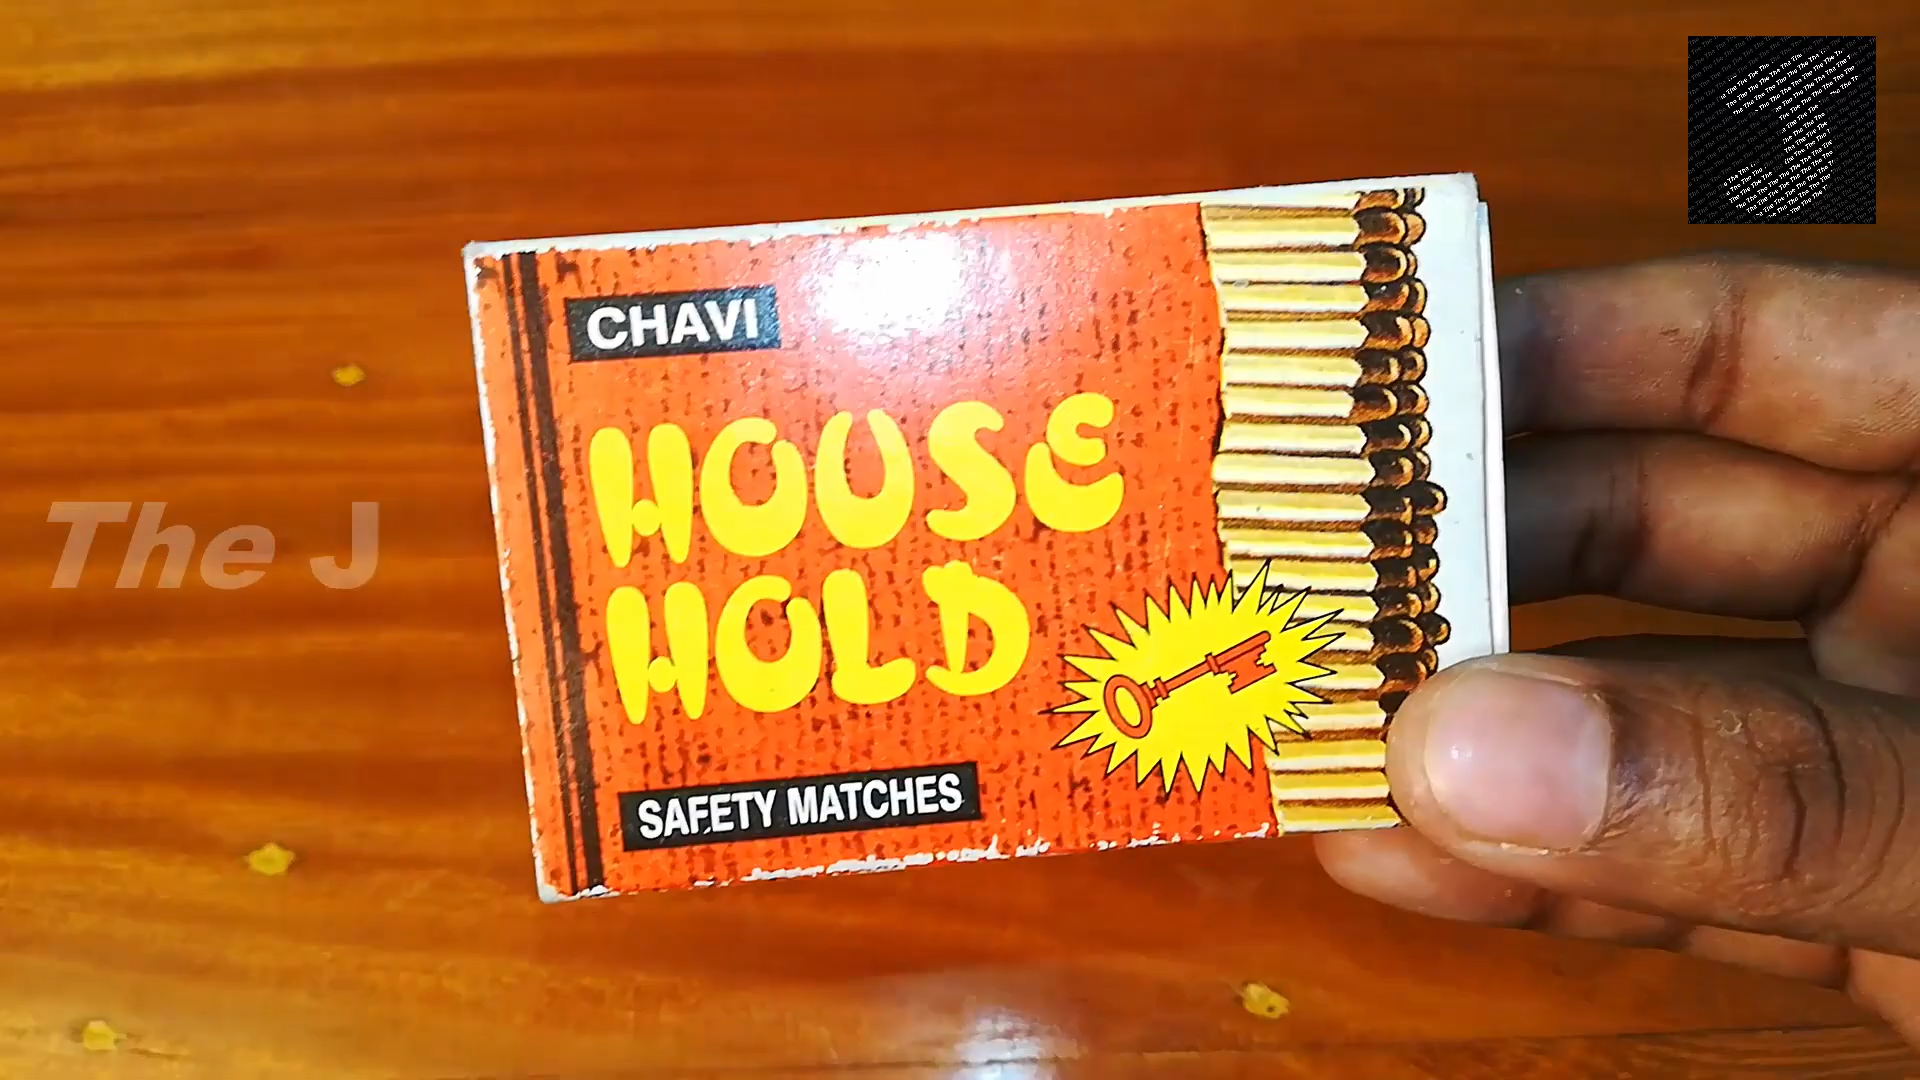 CHAVI
HOUSE
HOLD
SAFETY MATCHES
The J